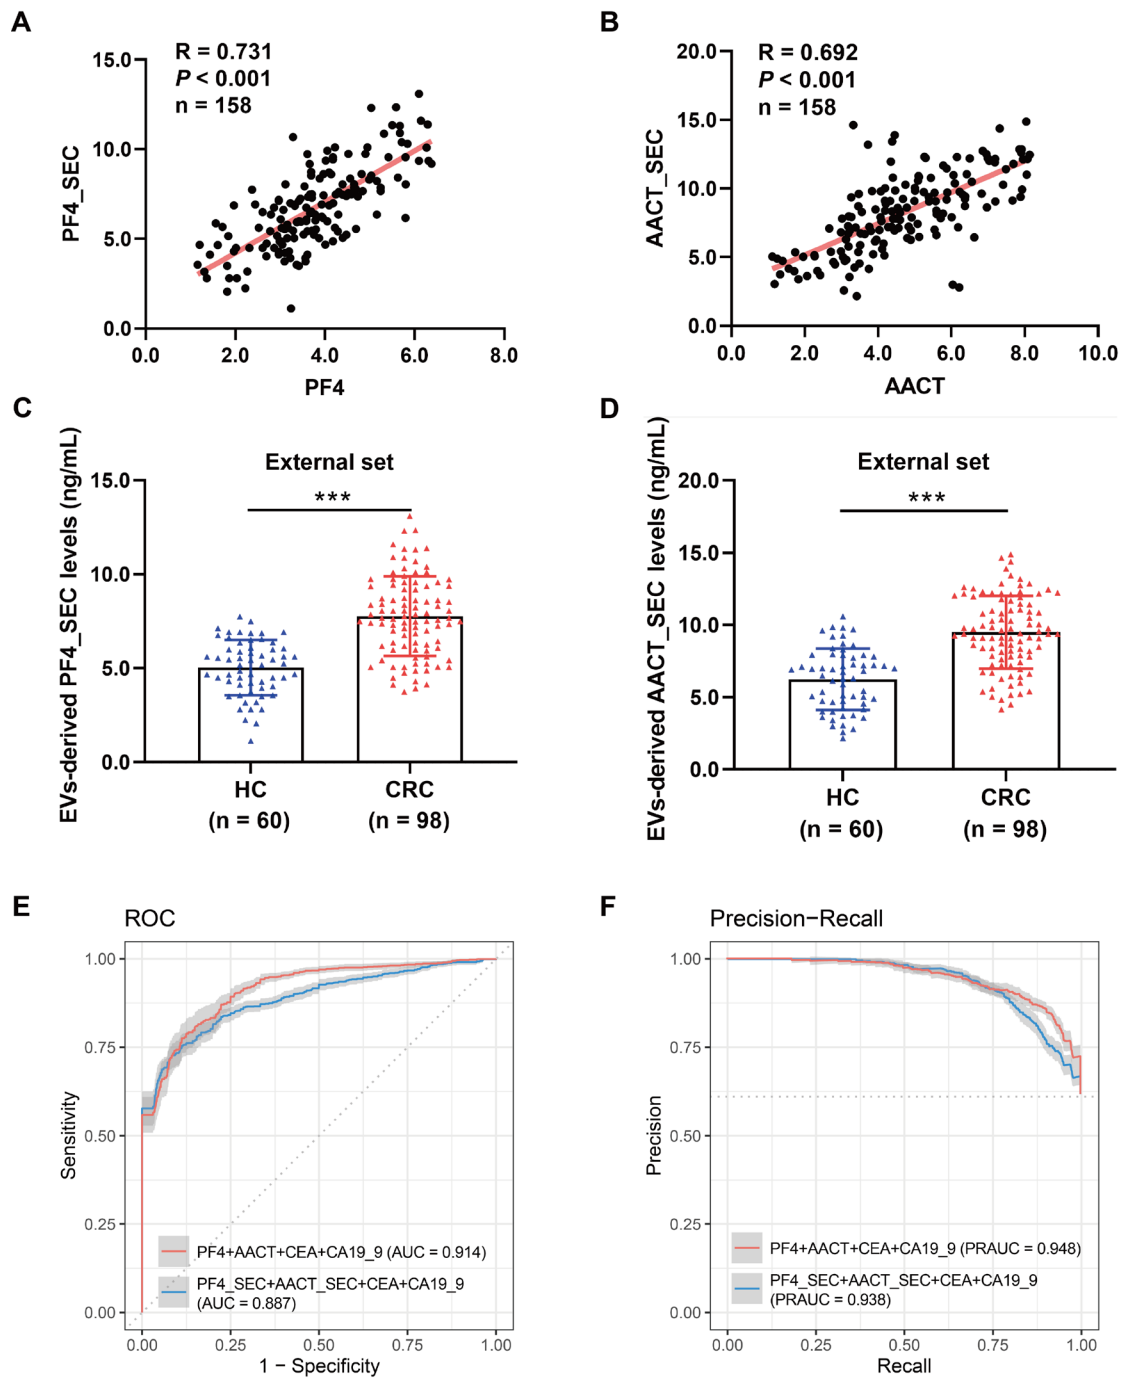 A
R = 0.731
P < 0.001
n = 158
15.0
10.0
5.0
0.0
PF4_SEC
0.0 2.0 4.0 6.0 8.0
PF4
B
R = 0.692
P < 0.001
n = 158
20.0
15.0
10.0
5.0
0.0
AACT_SEC
0.0 2.0 4.0 6.0 8.0 10.0
AACT
C
External set
***
15.0
10.0
5.0
0.0
EVs-derived PF4_SEC levels (ng/mL)
HC CRC
(n = 60) (n = 98)
D
External set
***
20.0
15.0
10.0
5.0
0.0
EVs-derived AACT_SEC levels (ng/mL)
HC CRC
(n = 60) (n = 98)
E
ROC
1.00
0.75
0.50
0.25
0.00
Sensitivity
PF4+AACT+CEA+CA19_9 (AUC = 0.914)
PF4_SEC+AACT_SEC+CEA+CA19_9
(AUC = 0.887)
0.00 0.25 0.50 0.75 1.00
1 − Specificity
F
Precision−Recall
1.00
0.75
0.50
0.25
0.00
Precision
PF4+AACT+CEA+CA19_9 (PRAUC = 0.948)
PF4_SEC+AACT_SEC+CEA+CA19_9
(PRAUC = 0.938)
0.00 0.25 0.50 0.75 1.00
Recall